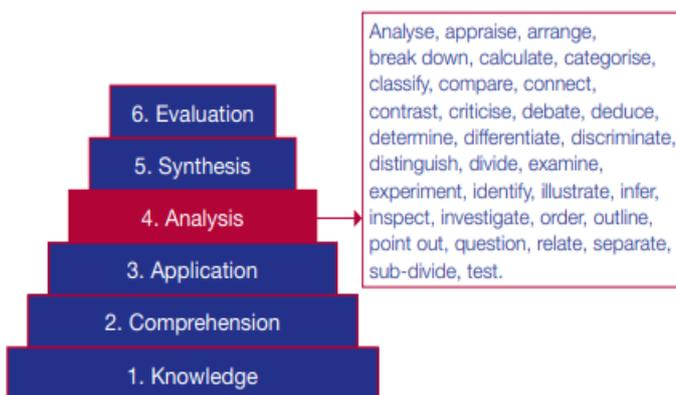 6. Evaluation
5. Synthesis
4. Analysis
3. Application
2. Comprehension
1. Knowledge
Analyse, appraise, arrange,
break down, calculate, categorise,
classify, compare, connect,
contrast, criticise, debate, deduce,
determine, differentiate, discriminate,
distinguish, divide, examine,
experiment, identify, illustrate, infer,
inspect, investigate, order, outline,
point out, question, relate, separate,
sub-divide, test.